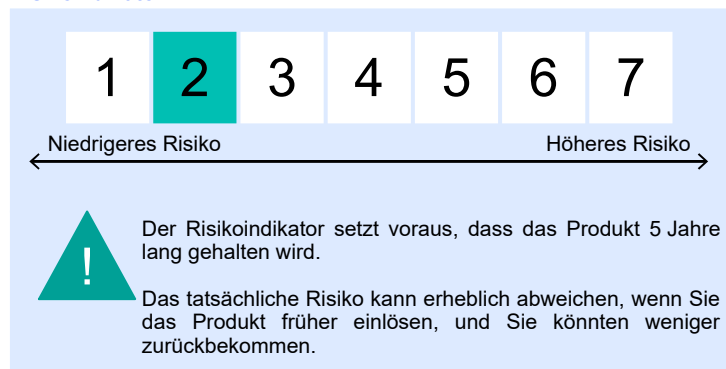 1 2 3 4 5 6 7
Niedrigeres Risiko Höheres Risiko
!
Der Risikoindikator setzt voraus, dass das Produkt 5 Jahre
lang gehalten wird.
Das tatsächliche Risiko kann erheblich abweichen, wenn Sie
das Produkt früher einlösen, und Sie könnten weniger
zurückbekommen.